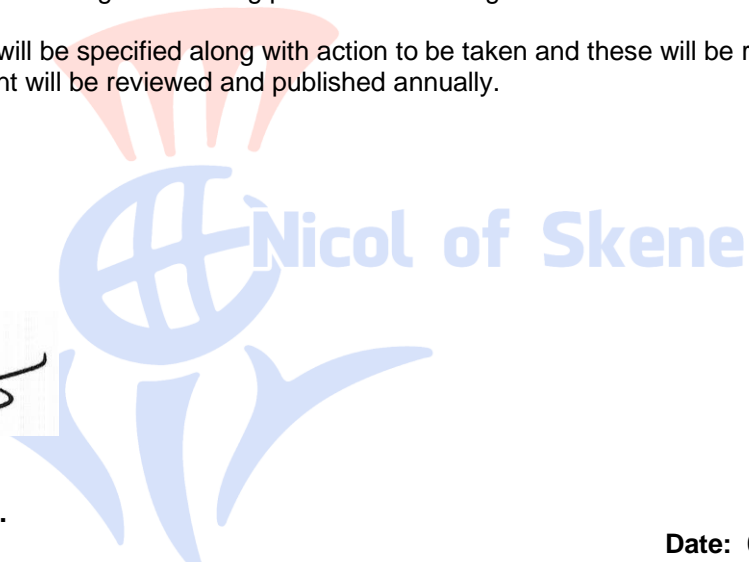 will be specified along with action to be taken and these will be
nt will be reviewed and published annually.
Nicol of Skene
Date: